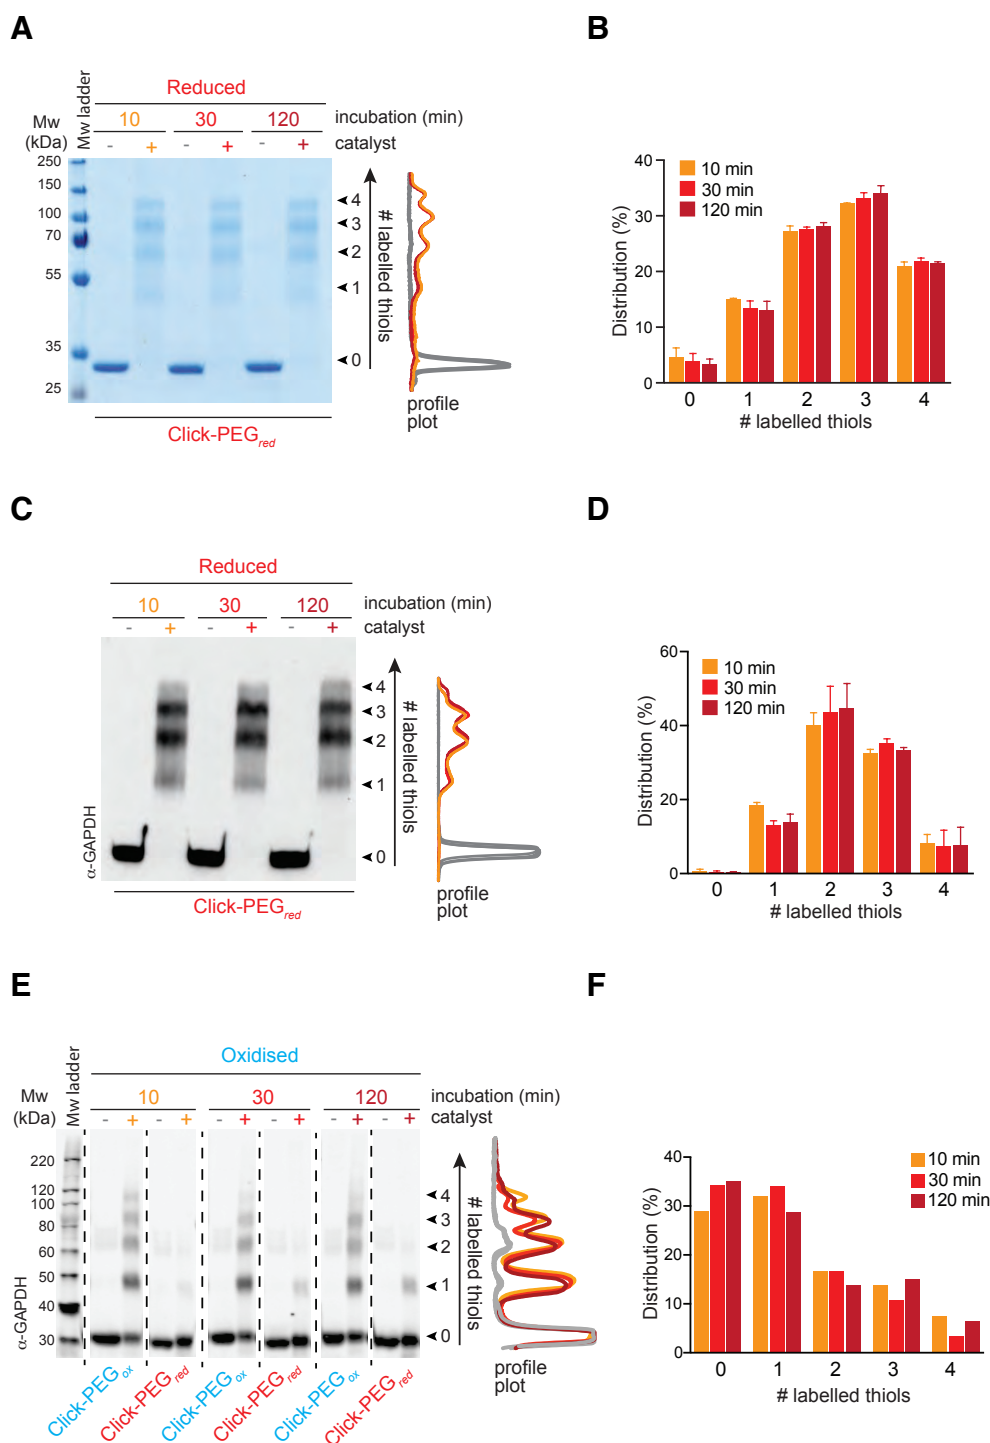 A
Mw ladder
Reduced
Mw
(kDa)
10 30 120 incubation (min)
- + - + - + catalyst
250
150
100
70
55
35
25
4
3
2
1
0
# labelled thiols
profile
plot
Click-PEGred
B
Distribution (%)
40
30
20
10
0
10 min
30 min
120 min
0 1 2 3 4
# labelled thiols
C
Reduced
10 30 120 incubation (min)
- + - + - + catalyst
α-GAPDH
4
3
2
1
0
# labelled thiols
profile
plot
Click-PEGred
D
Distribution (%)
60
40
20
0
10 min
30 min
120 min
0 1 2 3 4
# labelled thiols
E
Mw ladder
Oxidised
Mw
(kDa)
10 30 120 incubation (min)
- + - + - + - + - + - + catalyst
220
120
100
80
60
50
40
30
α-GAPDH
4
3
2
1
0
# labelled thiols
profile
plot
Click-PEGox Click-PEGred Click-PEGox Click-PEGred Click-PEGox Click-PEGred
F
Distribution (%)
40
30
20
10
0
10 min
30 min
120 min
0 1 2 3 4
# labelled thiols